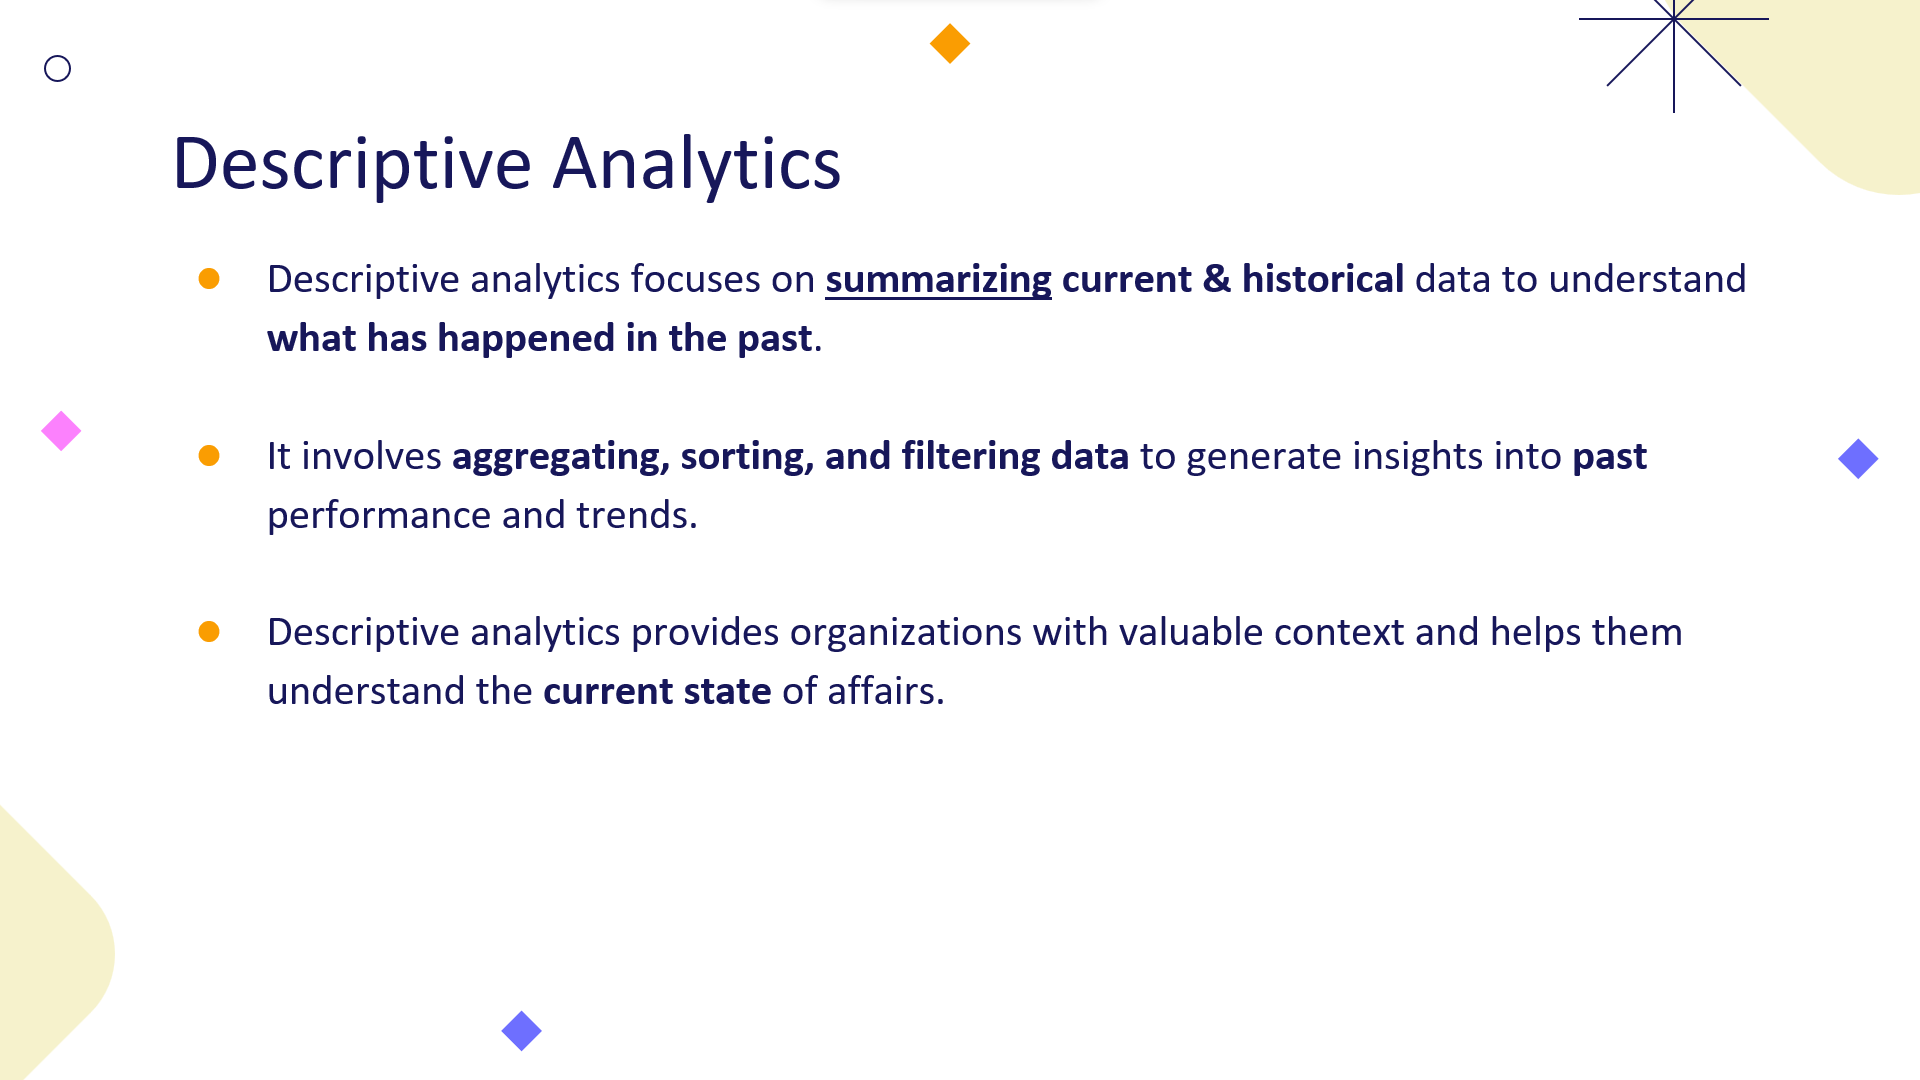 Descriptive Analytics
Descriptive analytics focuses on summarizing current & historical data to understand
what has happened in the past.
It involves aggregating, sorting, and filtering data to generate insights into past
performance and trends.
Descriptive analytics provides organizations with valuable context and helps them
understand the current state of affairs.